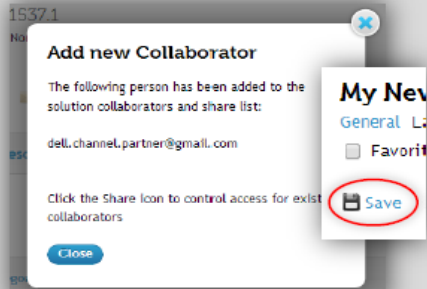 1537.1
Add new Collaborator
The following person has been added to the
solution collaborators and share list:
dell.channel.partner@gmail.com
Click the Share icon to control access for exist
collaborators
Close
My Nev
General La
Favorit
Save